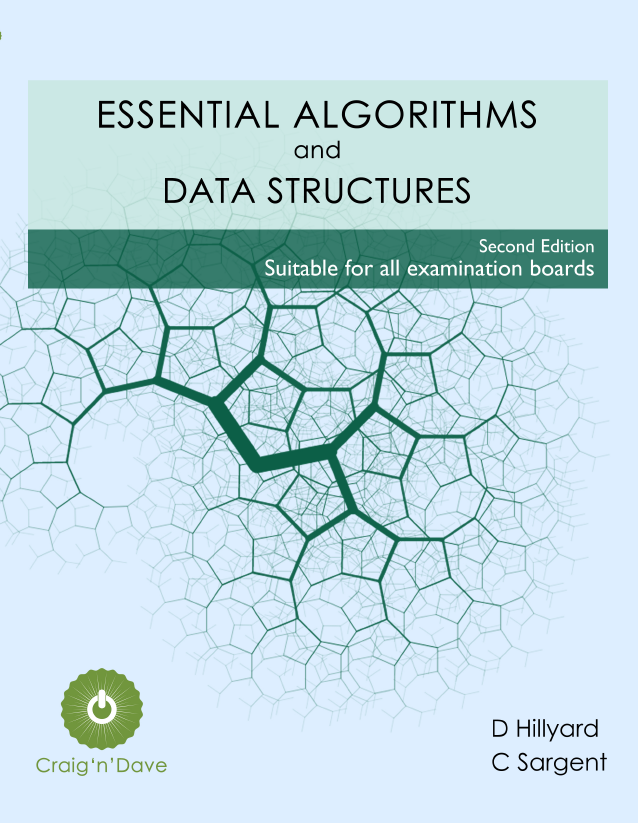 ESSENTIAL ALGORITHMS
and
DATA STRUCTURES
Second Edition
Suitable for all examination boards
Craig‘n’Dave
D Hillyard
C Sargent